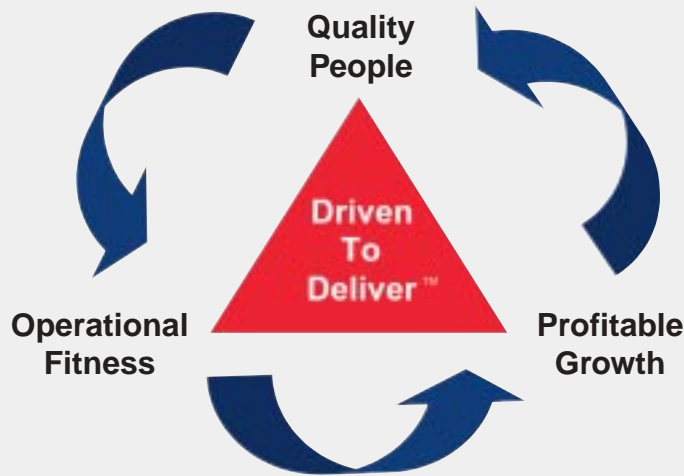 Quality
People
Driven
To
Deliver™
Operational
Fitness
Profitable
Growth